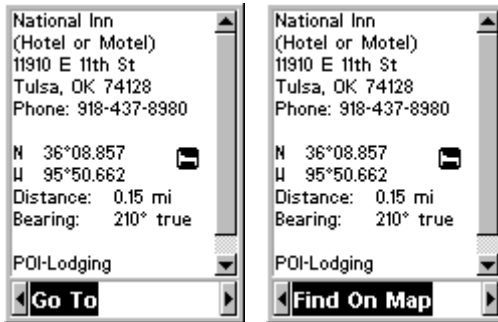 National Inn
(Hotel or Motel)
11910 E 11th St
Tulsa, OK 74128
Phone: 918-437-8980
N 36°08.857
W 95°50.662
Distance: 0.15 mi
Bearing: 210° true
POI-Lodging
Go To
National Inn
(Hotel or Motel)
11910 E 11th St
Tulsa, OK 74128
Phone: 918-437-8980
N 36°08.857
W 95°50.662
Distance: 0.15 mi
Bearing: 210° true
POI-Lodging
Find On Map